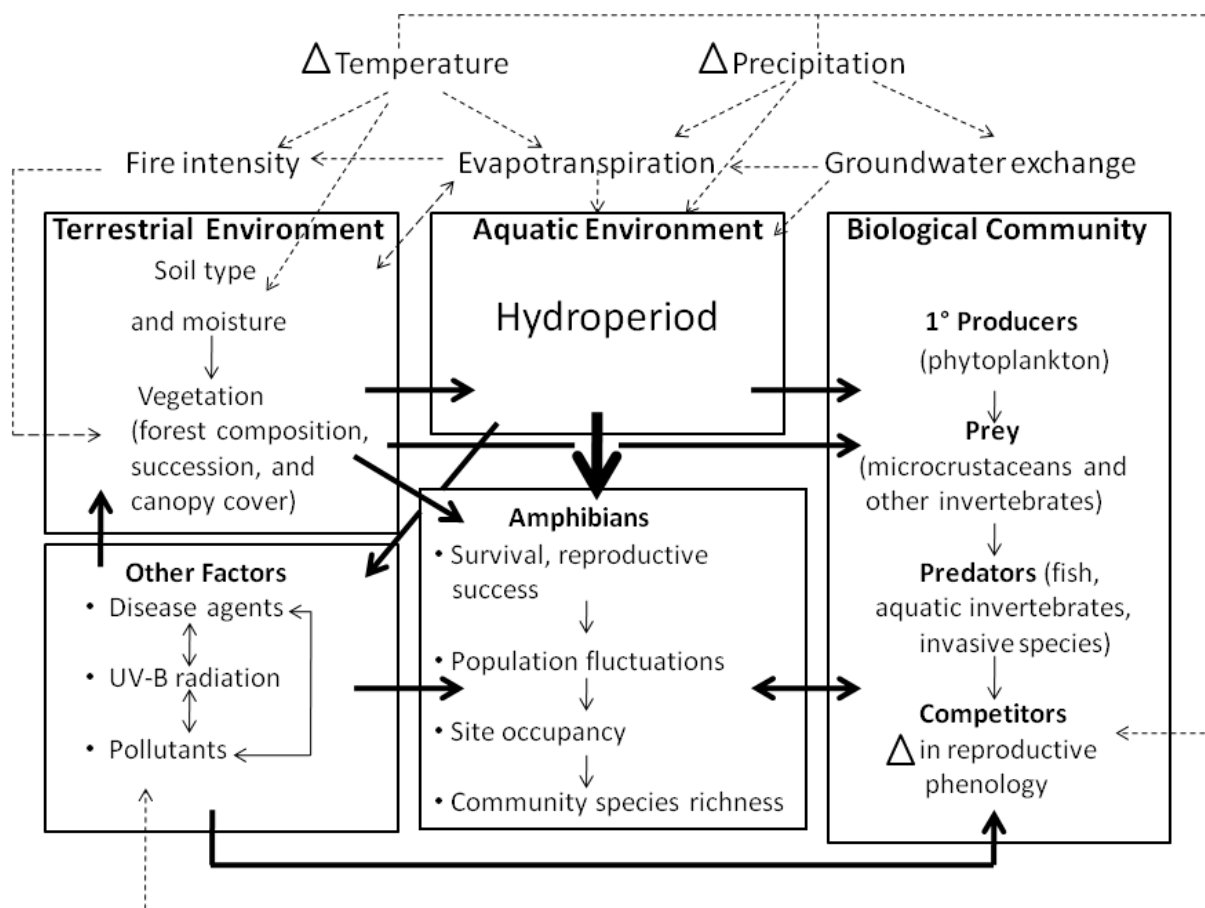 Δ Temperature
Δ Precipitation
Fire intensity
Evapotranspiration
Groundwater exchange
Terrestrial Environment
Soil type
and moisture
Vegetation
(forest composition,
succession, and
canopy cover)
Aquatic Environment
Hydroperiod
Biological Community
1° Producers
(phytoplankton)
Prey
(microcrustaceans and
other invertebrates)
Predators (fish,
aquatic invertebrates,
invasive species)
Competitors
Δ in reproductive
phenology
Other Factors
• Disease agents
• UV-B radiation
• Pollutants
Amphibians
• Survival, reproductive
success
• Population fluctuations
• Site occupancy
• Community species richness